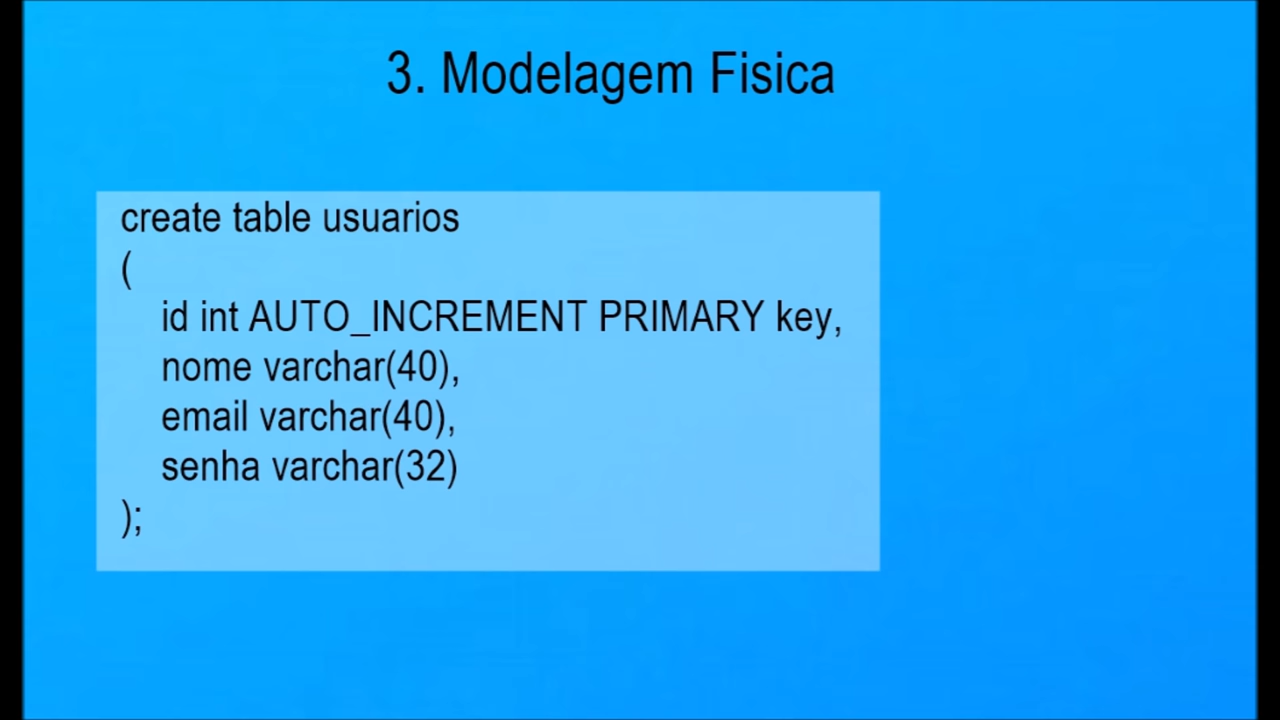 3. Modelagem Fisica
create table usuarios
(
id int AUTO_INCREMENT PRIMARY key,
nome varchar(40),
email varchar(40),
senha varchar(32)
);